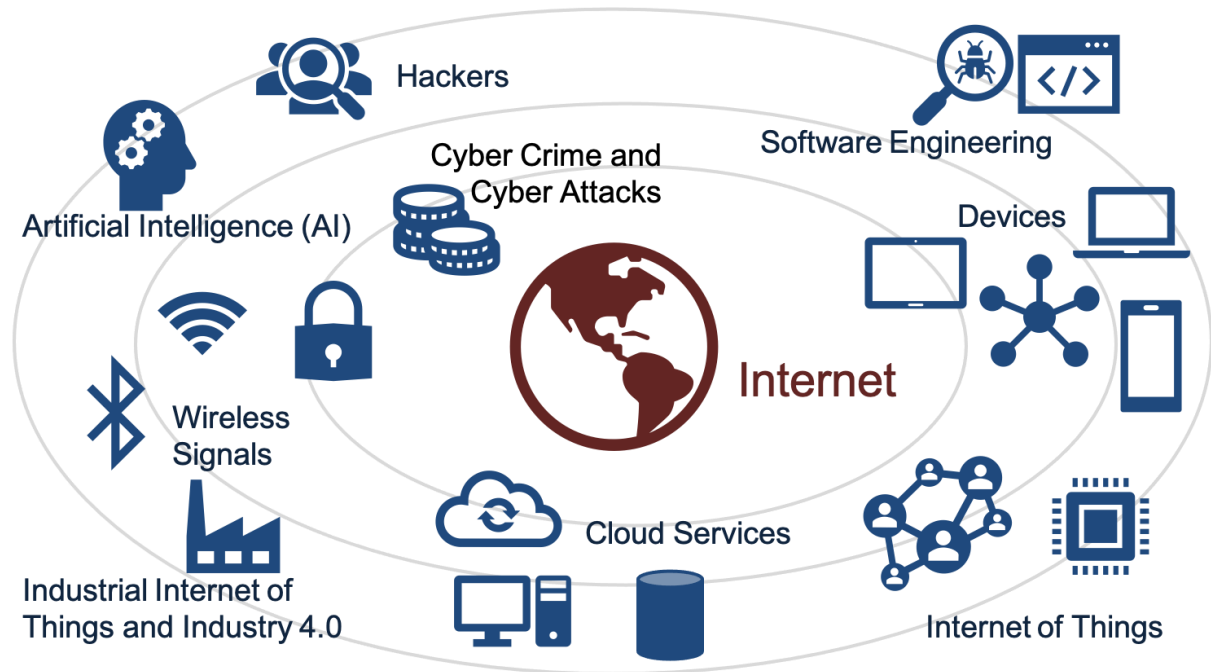 Hackers
Software Engineering
Cyber Crime and
Cyber Attacks
Artificial Intelligence (AI)
Devices
</>
Internet
Wireless
Signals
Cloud Services
Industrial Internet of
Things and Industry 4.0
Internet of Things